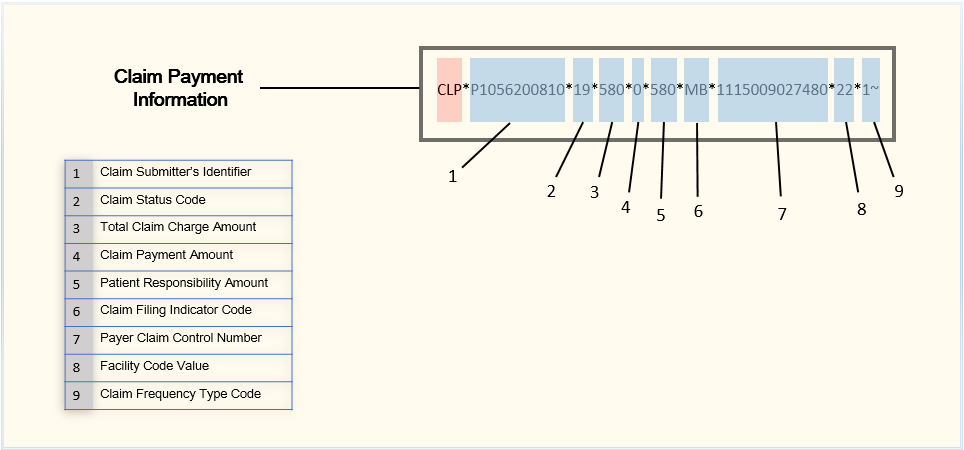 Claim Payment
Information
CLP*P1056200810*19*580*0*580*MB*1115009027480*22*1~
1
2
3
4
5
6
7
8
9
1 Claim Submitter's Identifier
2 Claim Status Code
3 Total Claim Charge Amount
4 Claim Payment Amount
5 Patient Responsibility Amount
6 Claim Filing Indicator Code
7 Payer Claim Control Number
8 Facility Code Value
9 Claim Frequency Type Code